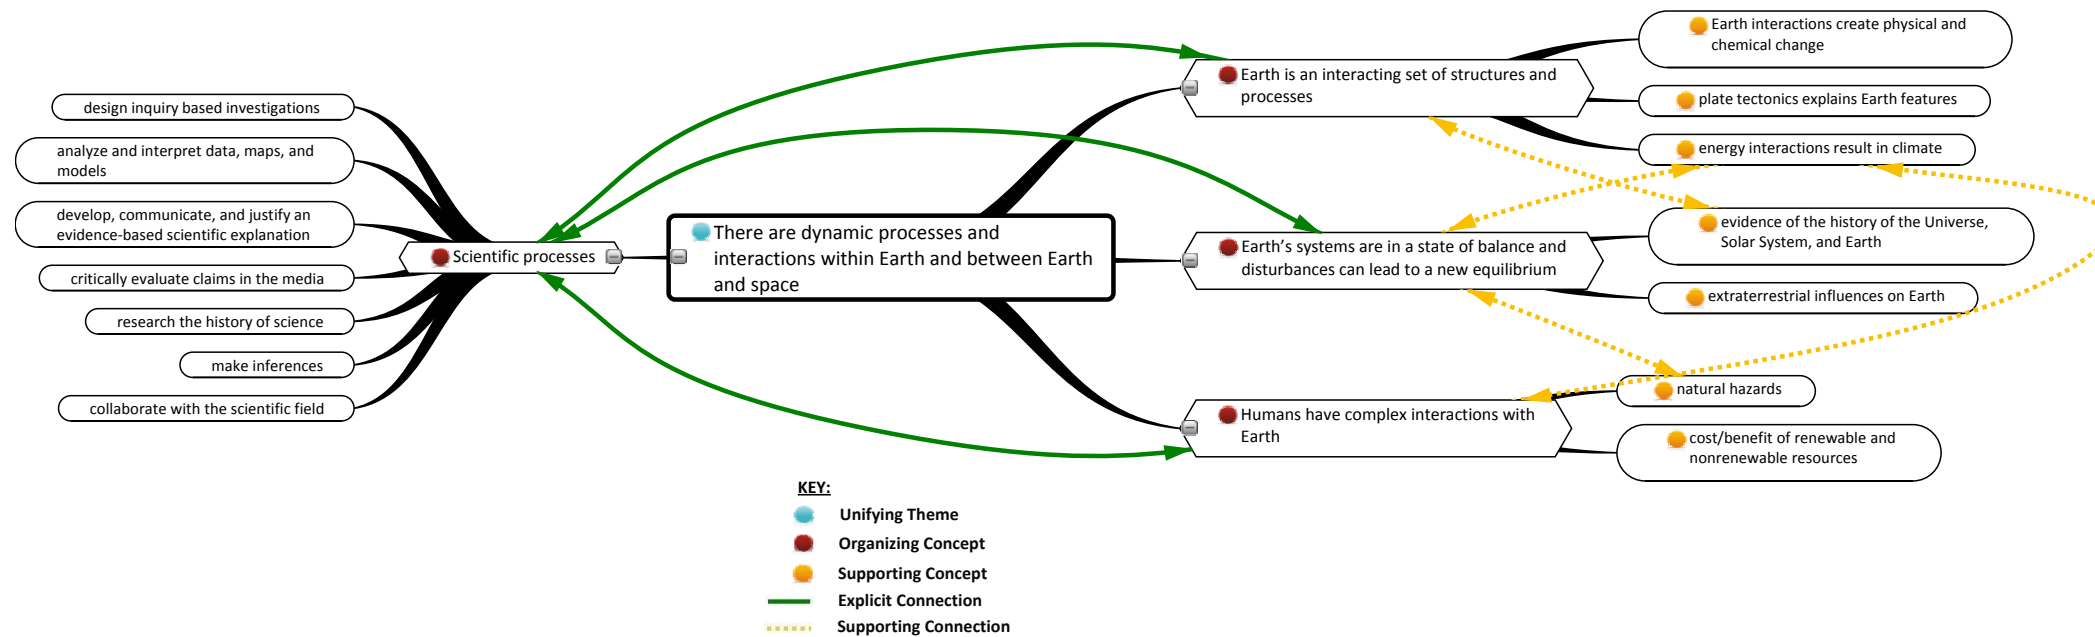 design inquiry based investigations
analyze and interpret data, maps, and
models
develop, communicate, and justify an
evidence-based scientific explanation
critically evaluate claims in the media
research the history of science
make inferences
collaborate with the scientific field
Scientific processes
There are dynamic processes and
interactions within Earth and between Earth
and space
Earth is an interacting set of structures and
processes
Earth interactions create physical and
chemical change
plate tectonics explains Earth features
energy interactions result in climate
Earth's systems are in a state of balance and
disturbances can lead to a new equilibrium
evidence of the history of the Universe,
Solar System, and Earth
extraterrestrial influences on Earth
Humans have complex interactions with
Earth
natural hazards
cost/benefit of renewable and
nonrenewable resources
KEY:
Unifying Theme
Organizing Concept
Supporting Concept
Explicit Connection
Supporting Connection